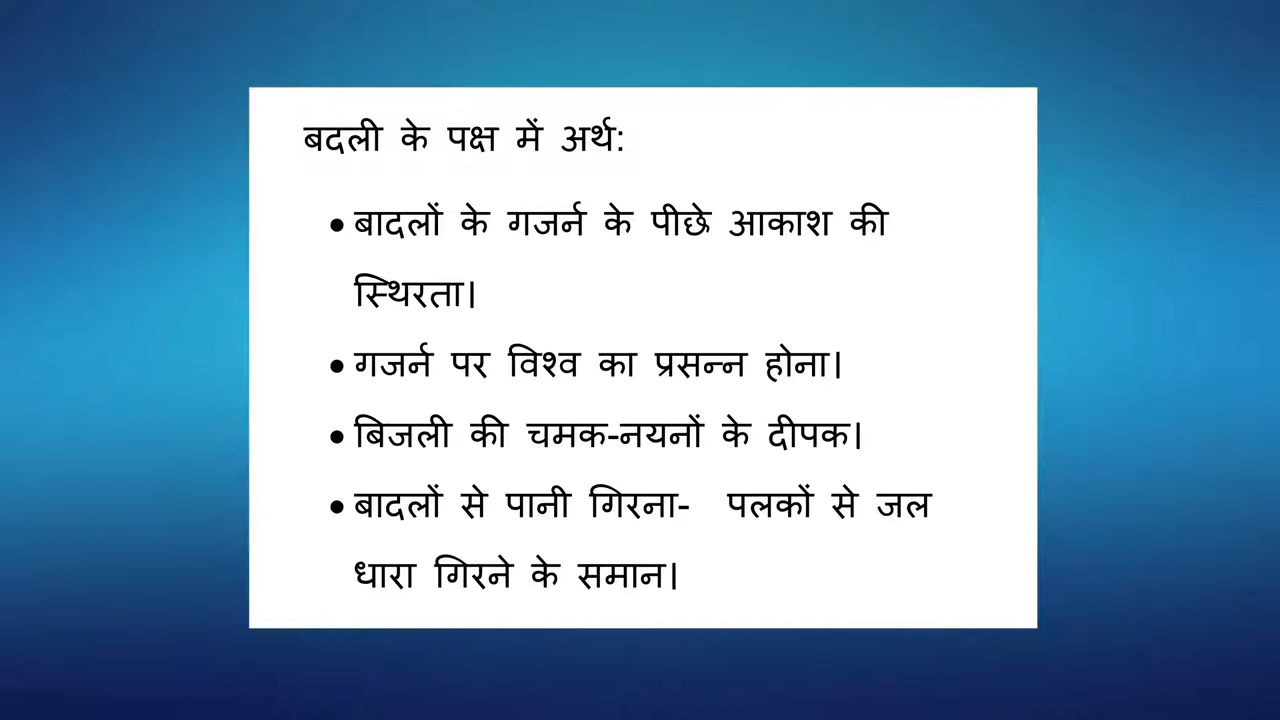 बदली के पक्ष में अर्थ:
• बादलों के गजर्न के पीछे आकाश की
स्थिरता।
• गजर्न पर विश्व का प्रसन्न होना।
• बिजली की चमक-नयनों के दीपक।
• बादलों से पानी गिरना- पलकों से जल
धारा गिरने के समान।